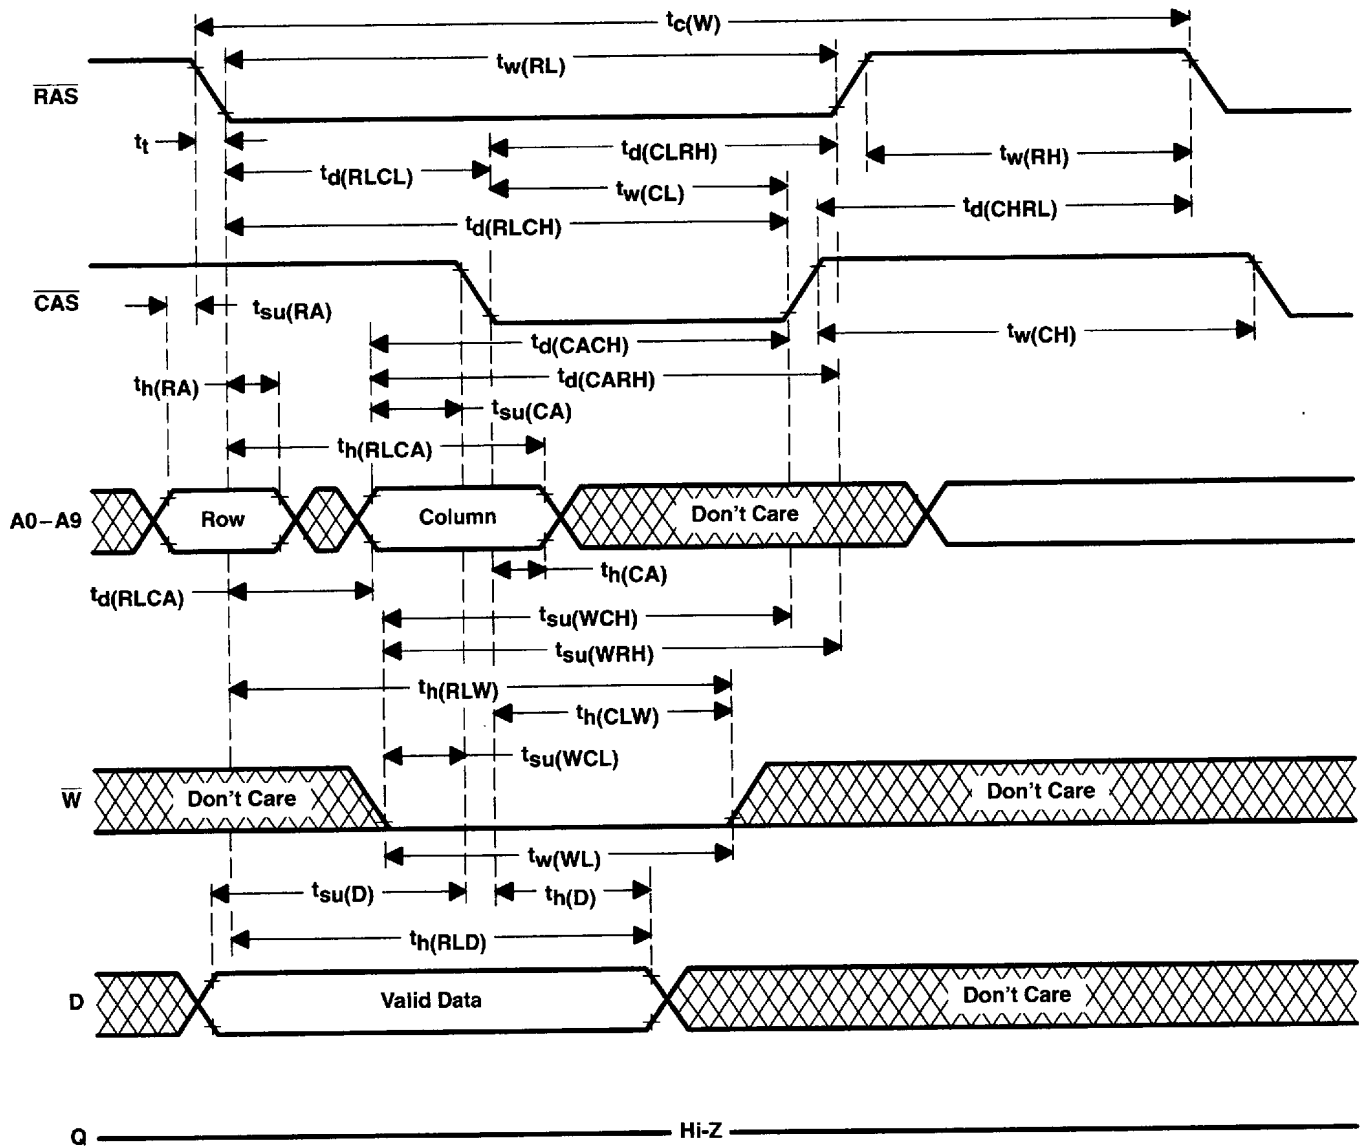 tc(W)
tw(RL)
RAS
tt
td(CLRH)
tw(RH)
td(RLCL)
tw(CL)
td(CHRL)
td(RLCH)
CAS
tsu(RA)
tw(CH)
td(CACH)
th(RA)
td(CARH)
tsu(CA)
th(RLCA)
A0–A9
Row
Column
Don't Care
th(CA)
td(RLCA)
tsu(WCH)
tsu(WRH)
th(RLW)
th(CLW)
tsu(WCL)
W
Don't Care
Don't Care
tw(WL)
tsu(D)
th(D)
th(RLD)
D
Valid Data
Don't Care
Q
Hi-Z